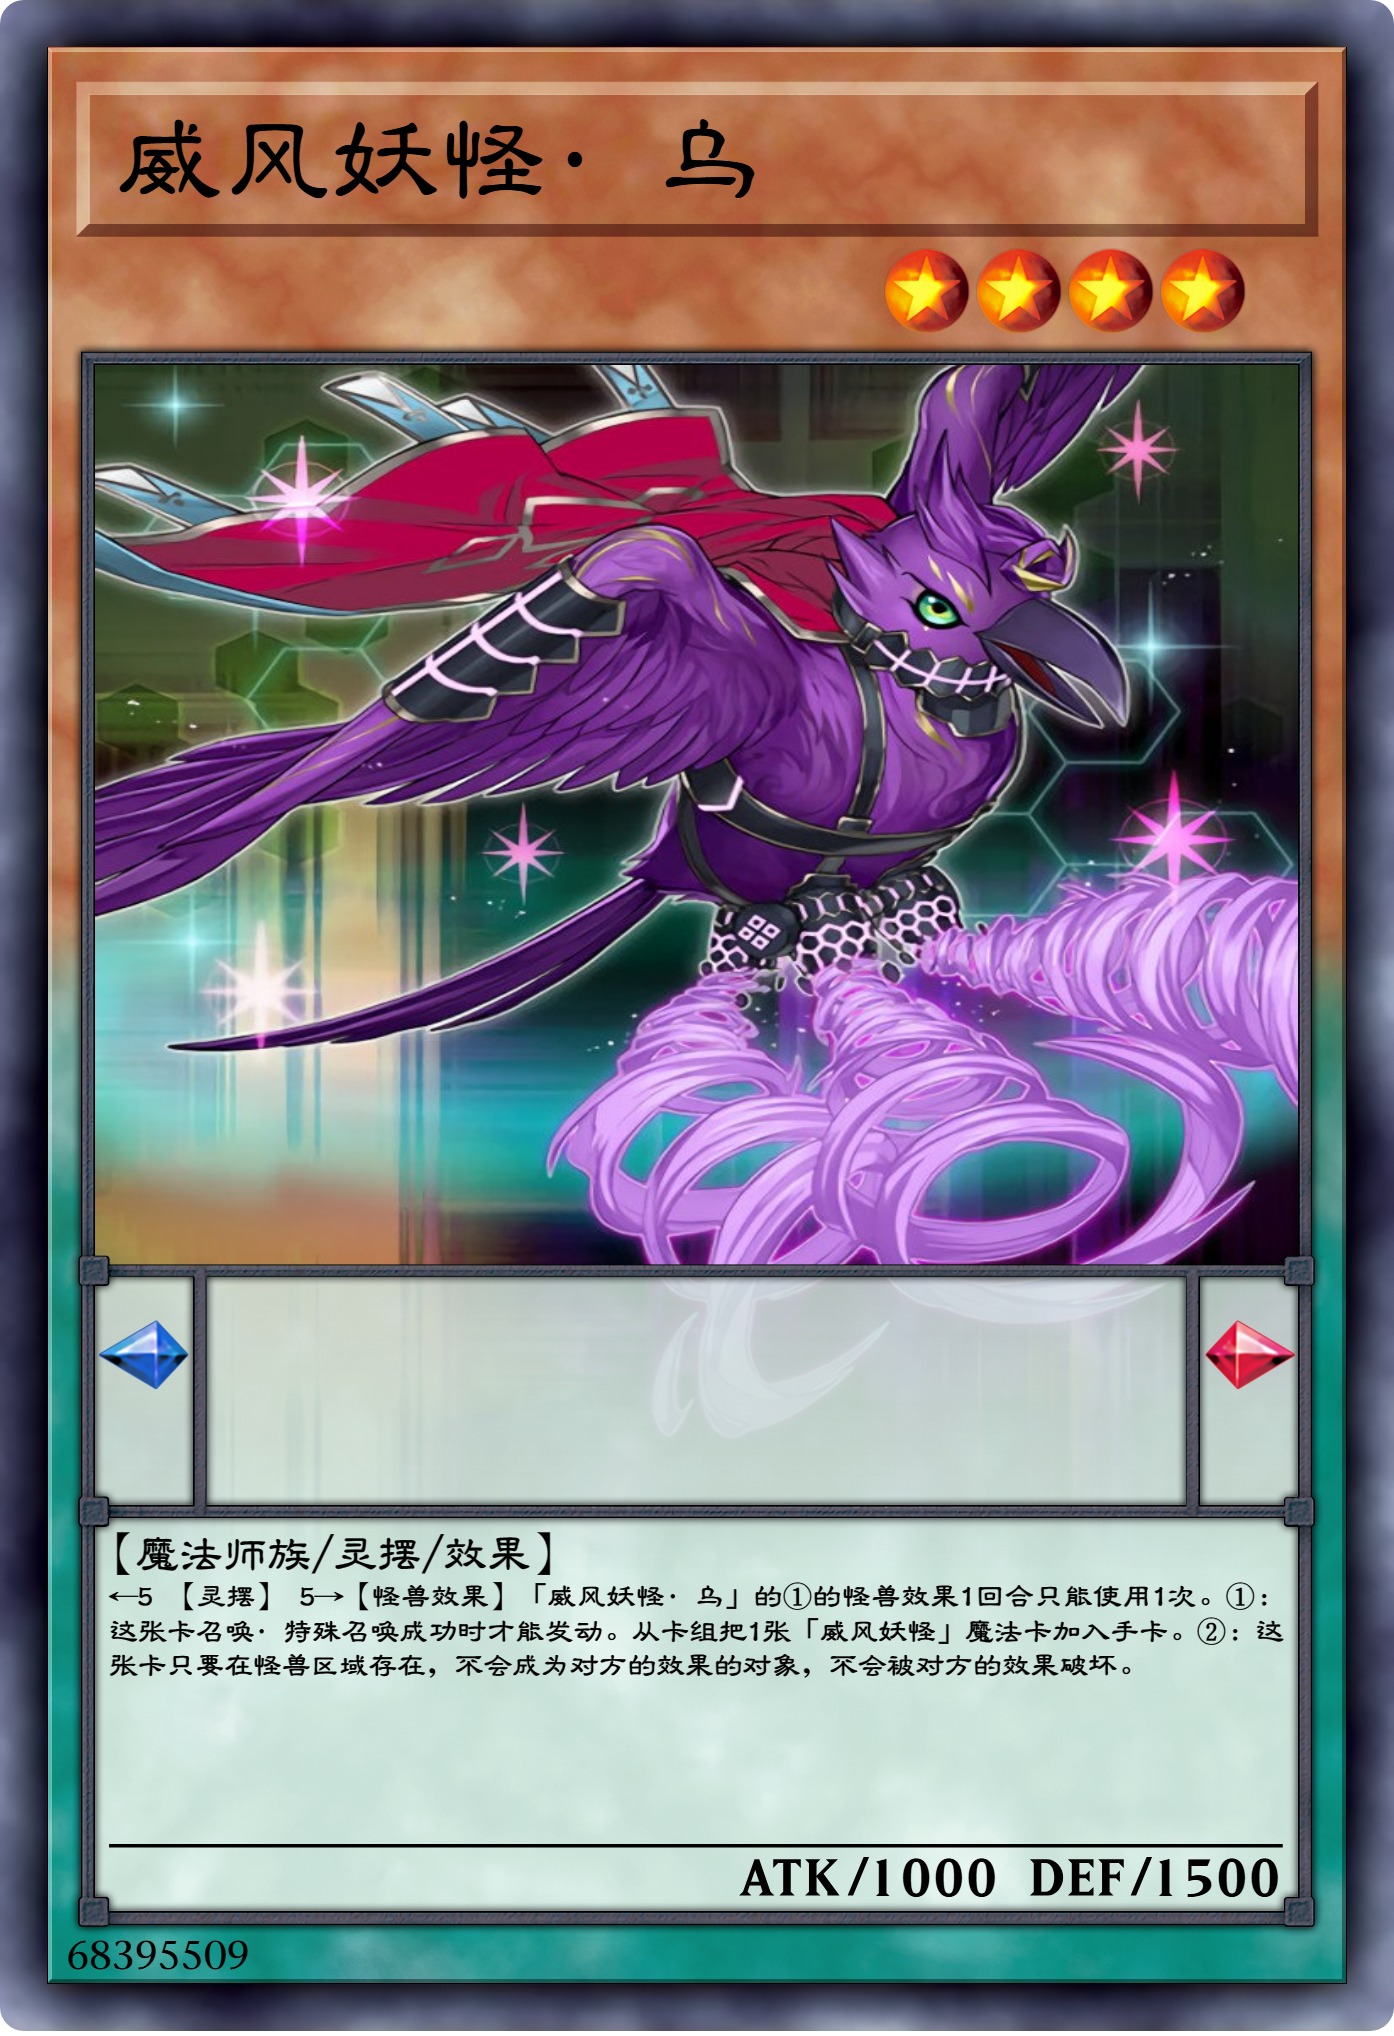 威风妖怪·乌
【魔法师族/灵摆/效果】
←5 【灵摆】 5→【怪兽效果】「威风妖怪·乌」的①的怪兽效果1回合只能使用1次。①：
这张卡召唤·特殊召唤成功时才能发动。从卡组把1张「威风妖怪」魔法卡加入手卡。②：这
张卡只要在怪兽区域存在，不会成为对方的效果的对象，不会被对方的效果破坏。
ATK/1000 DEF/1500
68395509